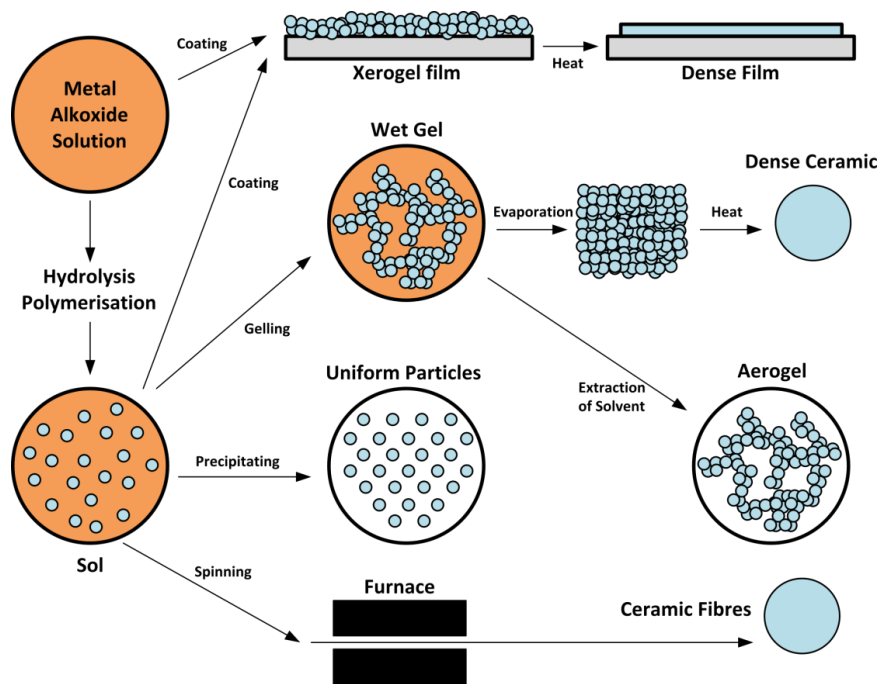 Coating
Xerogel film
Heat
Dense Film
Metal
Alkoxide
Solution
Wet Gel
Dense Ceramic
Coating
Evaporation
Heat
Hydrolysis
Polymerisation
Gelling
Uniform Particles
Extraction
of Solvent
Aerogel
Precipitating
Sol
Spinning
Furnace
Ceramic Fibres